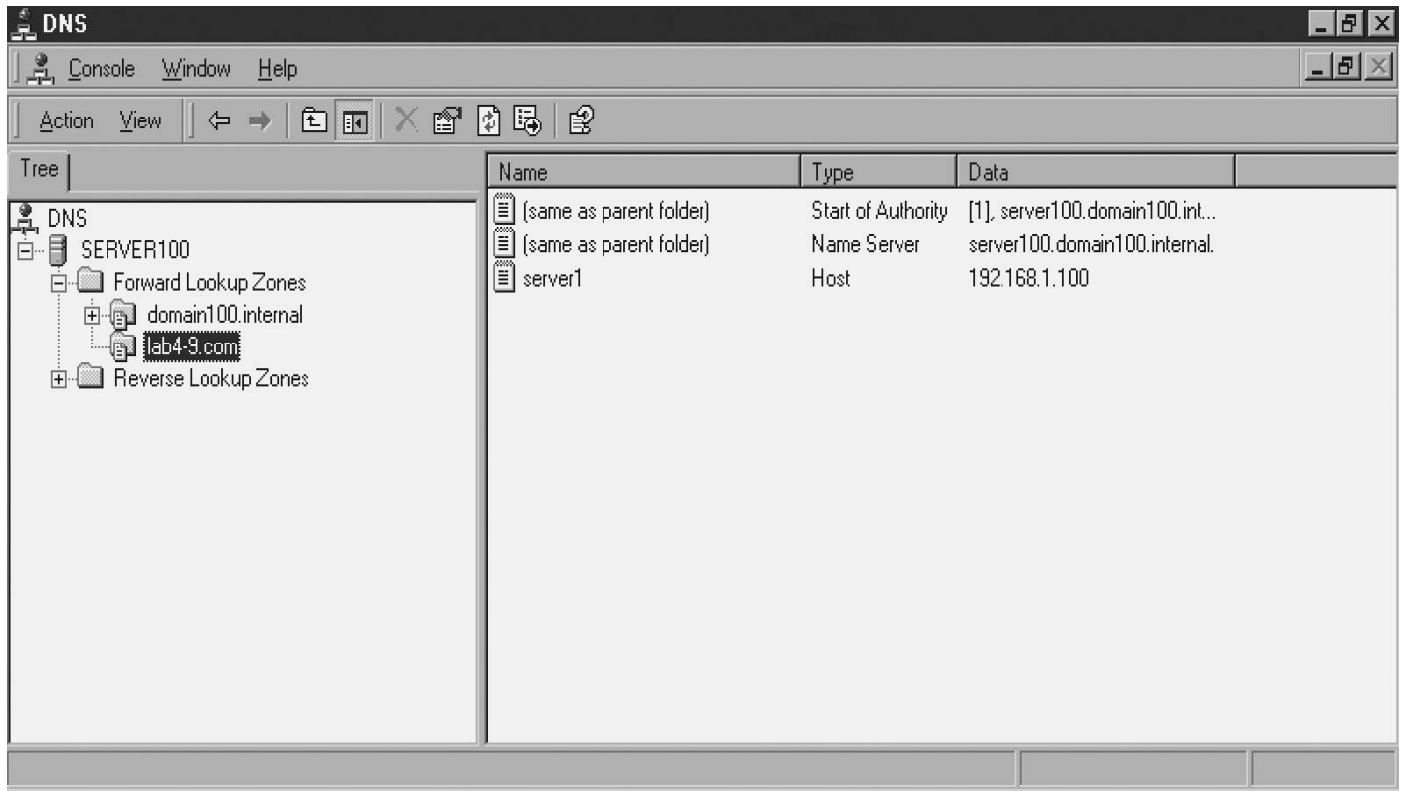 DNS
Console Window Help
Action View
Tree
Name Type Data
DNS
SERVER100
Forward Lookup Zones
domain100.internal
lab4-9.com
Reverse Lookup Zones
(same as parent folder) Start of Authority [1], server100.domain100.int...
(same as parent folder) Name Server server100.domain100.internal.
server1 Host 192.168.1.100